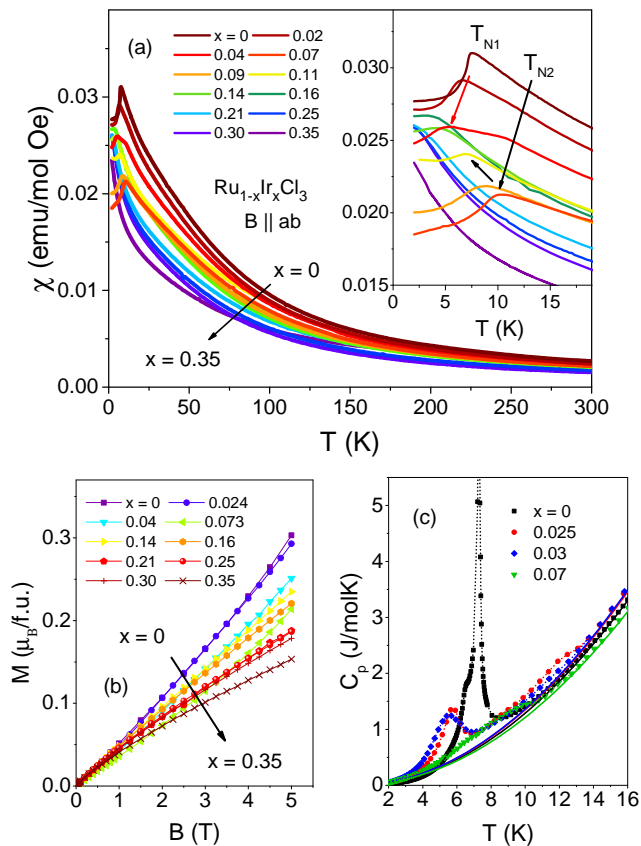 (a)
x = 0 0.02
0.04 0.07
0.09 0.11
0.14 0.16
0.21 0.25
0.30 0.35
Ru1-xIrxCl3
B || ab
x = 0
x = 0.35
χ (emu/mol Oe)
0.03
0.02
0.01
0.00
0 50 100 150 200 250 300
T (K)
TN1
TN2
0.030
0.025
0.020
0.015
0 5 10 15
T (K)
x = 0 0.024
0.04 0.073
0.14 0.16
0.21 0.25
0.30 0.35
x = 0
(b)
x = 0.35
M (μB/f.u.)
0.3
0.2
0.1
0.0
0 1 2 3 4 5
B (T)
(c)
x = 0
0.025
0.03
0.07
Cp (J/molK)
5
4
3
2
1
0
2 4 6 8 10 12 14 16
T (K)